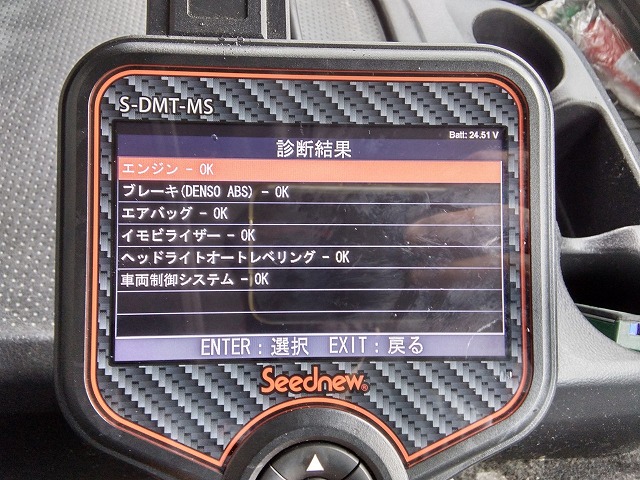 S-DMT-MS
Batt: 24.51 V
診断結果
エンジン - OK
ブレーキ(DENSO ABS) - OK
エアバッグ - OK
イモビライザー - OK
ヘッドライトオートレベリング - OK
車両制御システム - OK
ENTER：選択 EXIT：戻る
Seednew®